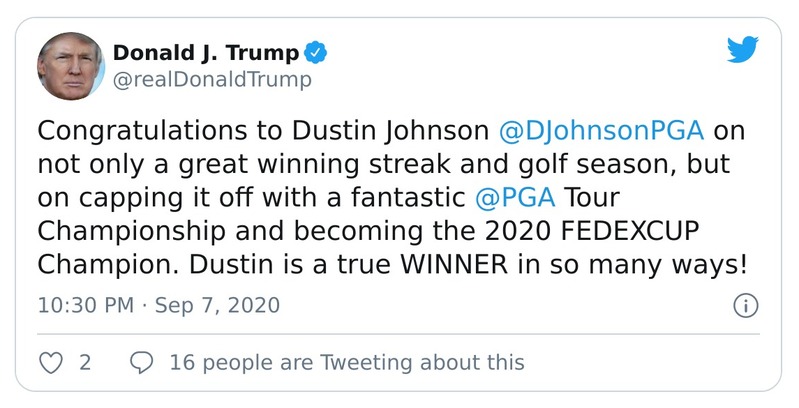 Donald J. Trump
@realDonaldTrump
Congratulations to Dustin Johnson @DJohnsonPGA on
not only a great winning streak and golf season, but
on capping it off with a fantastic @PGA Tour
Championship and becoming the 2020 FEDEXCUP
Champion. Dustin is a true WINNER in so many ways!
10:30 PM · Sep 7, 2020
2 16 people are Tweeting about this